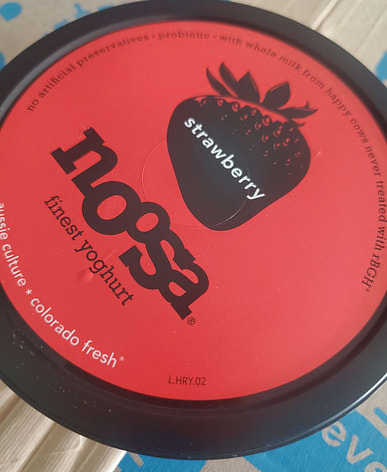 no artificial preservatives • probiotic • with whole milk from happy cows never treated with rBGH*
strawberry
noosa®
finest yoghurt
aussie culture * colorado fresh®
L.HRY.02
eve